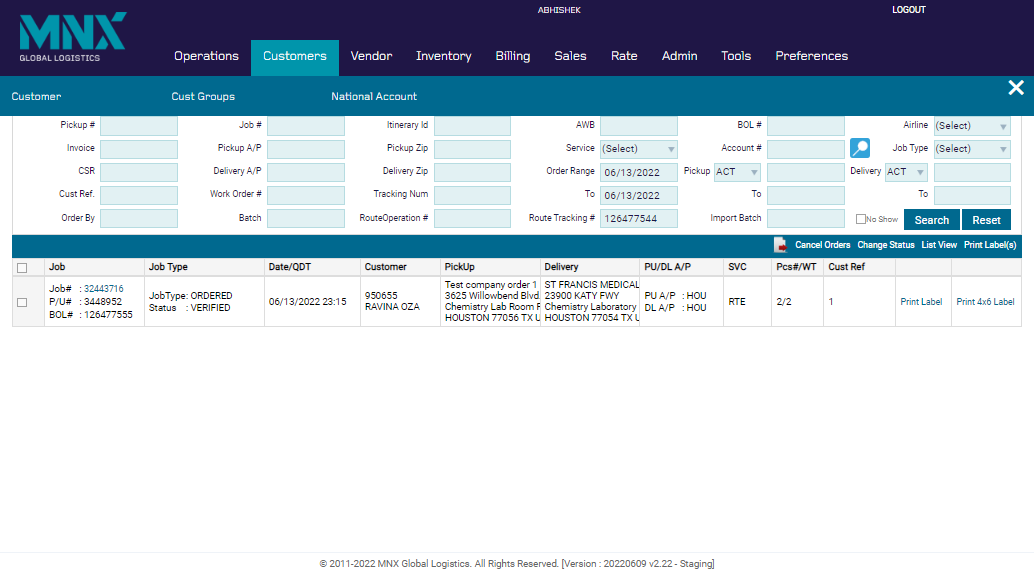 ABHISHEK LOGOUT
MNX
GLOBAL LOGISTICS
Operations Customers Vendor Inventory Billing Sales Rate Admin Tools Preferences
Customer Cust Groups National Account
Pickup # Job # Itinerary Id AWB BOL # Airline (Select)
Invoice Pickup A/P Pickup Zip Service (Select) Account # Job Type (Select)
CSR Delivery A/P Delivery Zip Order Range 06/13/2022 Pickup ACT Delivery ACT
Cust Ref. Work Order # Tracking Num To 06/13/2022 To To
Order By Batch RouteOperation # Route Tracking # 126477544 Import Batch No Show Search Reset
Cancel Orders Change Status List View Print Label(s)
Job Job Type Date/QDT Customer PickUp Delivery PU/DL A/P SVC Pcs#/WT Cust Ref
Job# : 32443716
P/U# : 3448952
BOL# : 126477555
JobType: ORDERED
Status : VERIFIED
06/13/2022 23:15
950655
RAVINA OZA
Test company order 1
3625 Willowbend Blvd.
Chemistry Lab Room F
HOUSTON 77056 TX U
ST FRANCIS MEDICAL
23900 KATY FWY
Chemistry Laboratory
HOUSTON 77054 TX U
PU A/P : HOU
DL A/P : HOU
RTE
2/2
1
Print Label
Print 4x6 Label
© 2011-2022 MNX Global Logistics. All Rights Reserved. [Version : 20220609 v2.22 - Staging]